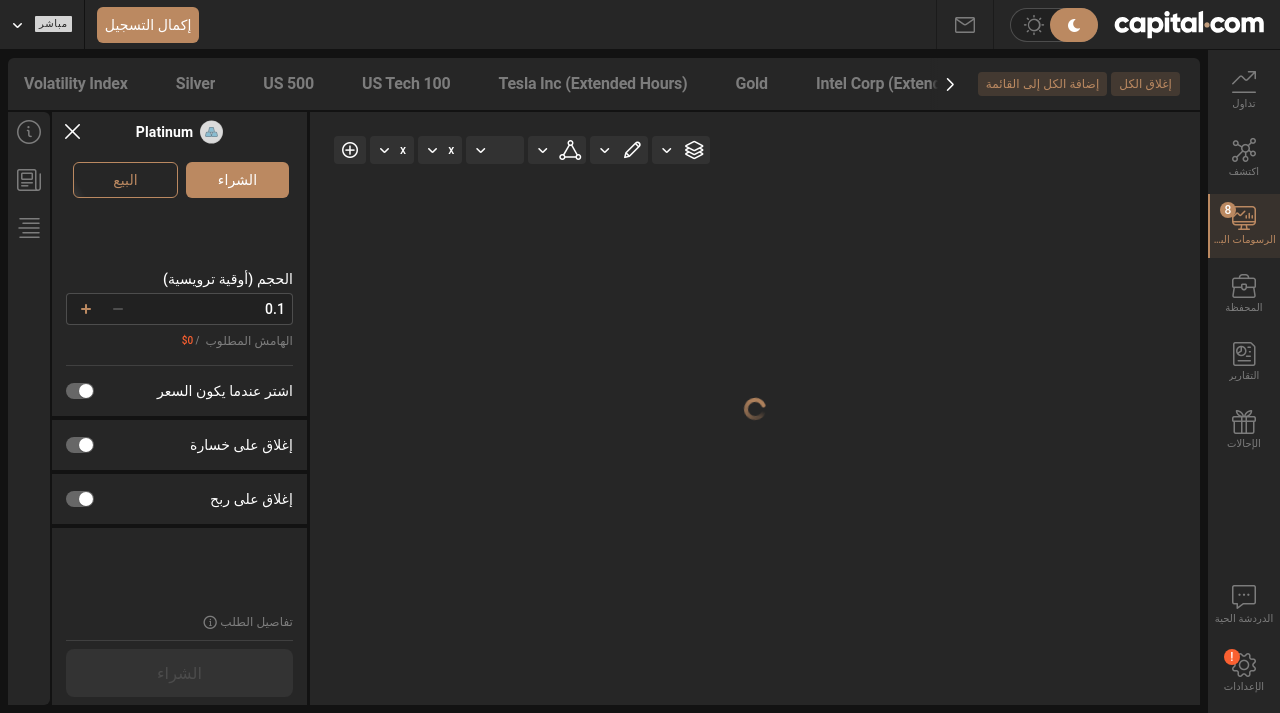 capital.com
إكمال التسجيل
مباشر
إغلاق الكل
إضافة الكل إلى القائمة
Volatility Index
Silver
US 500
US Tech 100
Tesla Inc (Extended Hours)
Gold
Intel Corp (Extenc
تداول
اكتشف
8
الرسومات الب...
المحفظة
التقارير
الإحالات
الدردشة الحية
!
الإعدادات
x
x
Platinum
الشراء
البيع
الحجم (أوقية ترويسية)
0.1
الهامش المطلوب / $0
اشتر عندما يكون السعر
إغلاق على خسارة
إغلاق على ربح
تفاصيل الطلب
الشراء